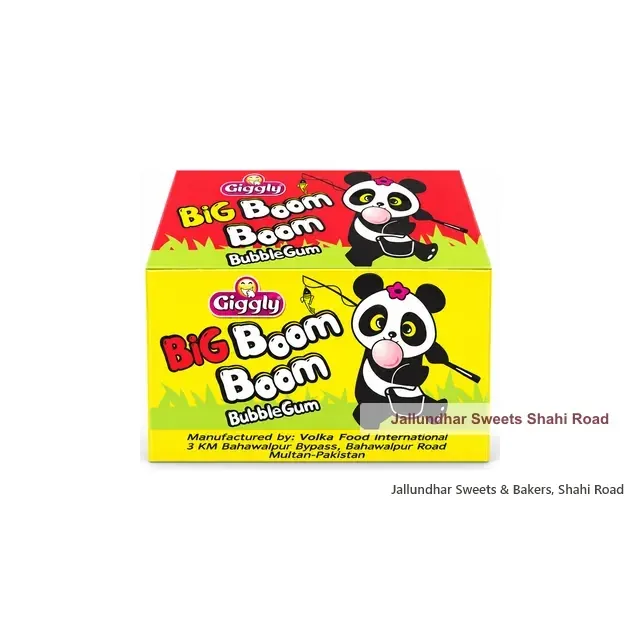 Giggly
BiG Boom
Boom
BubbleGum
Giggly
BiG Boom
Boom
BubbleGum
Jallundhar Sweets Shahi Road
Manufactured by: Volka Food International
3 KM Bahawalpur Bypass, Bahawalpur Road
Multan-Pakistan
Jallundhar Sweets & Bakers, Shahi Road